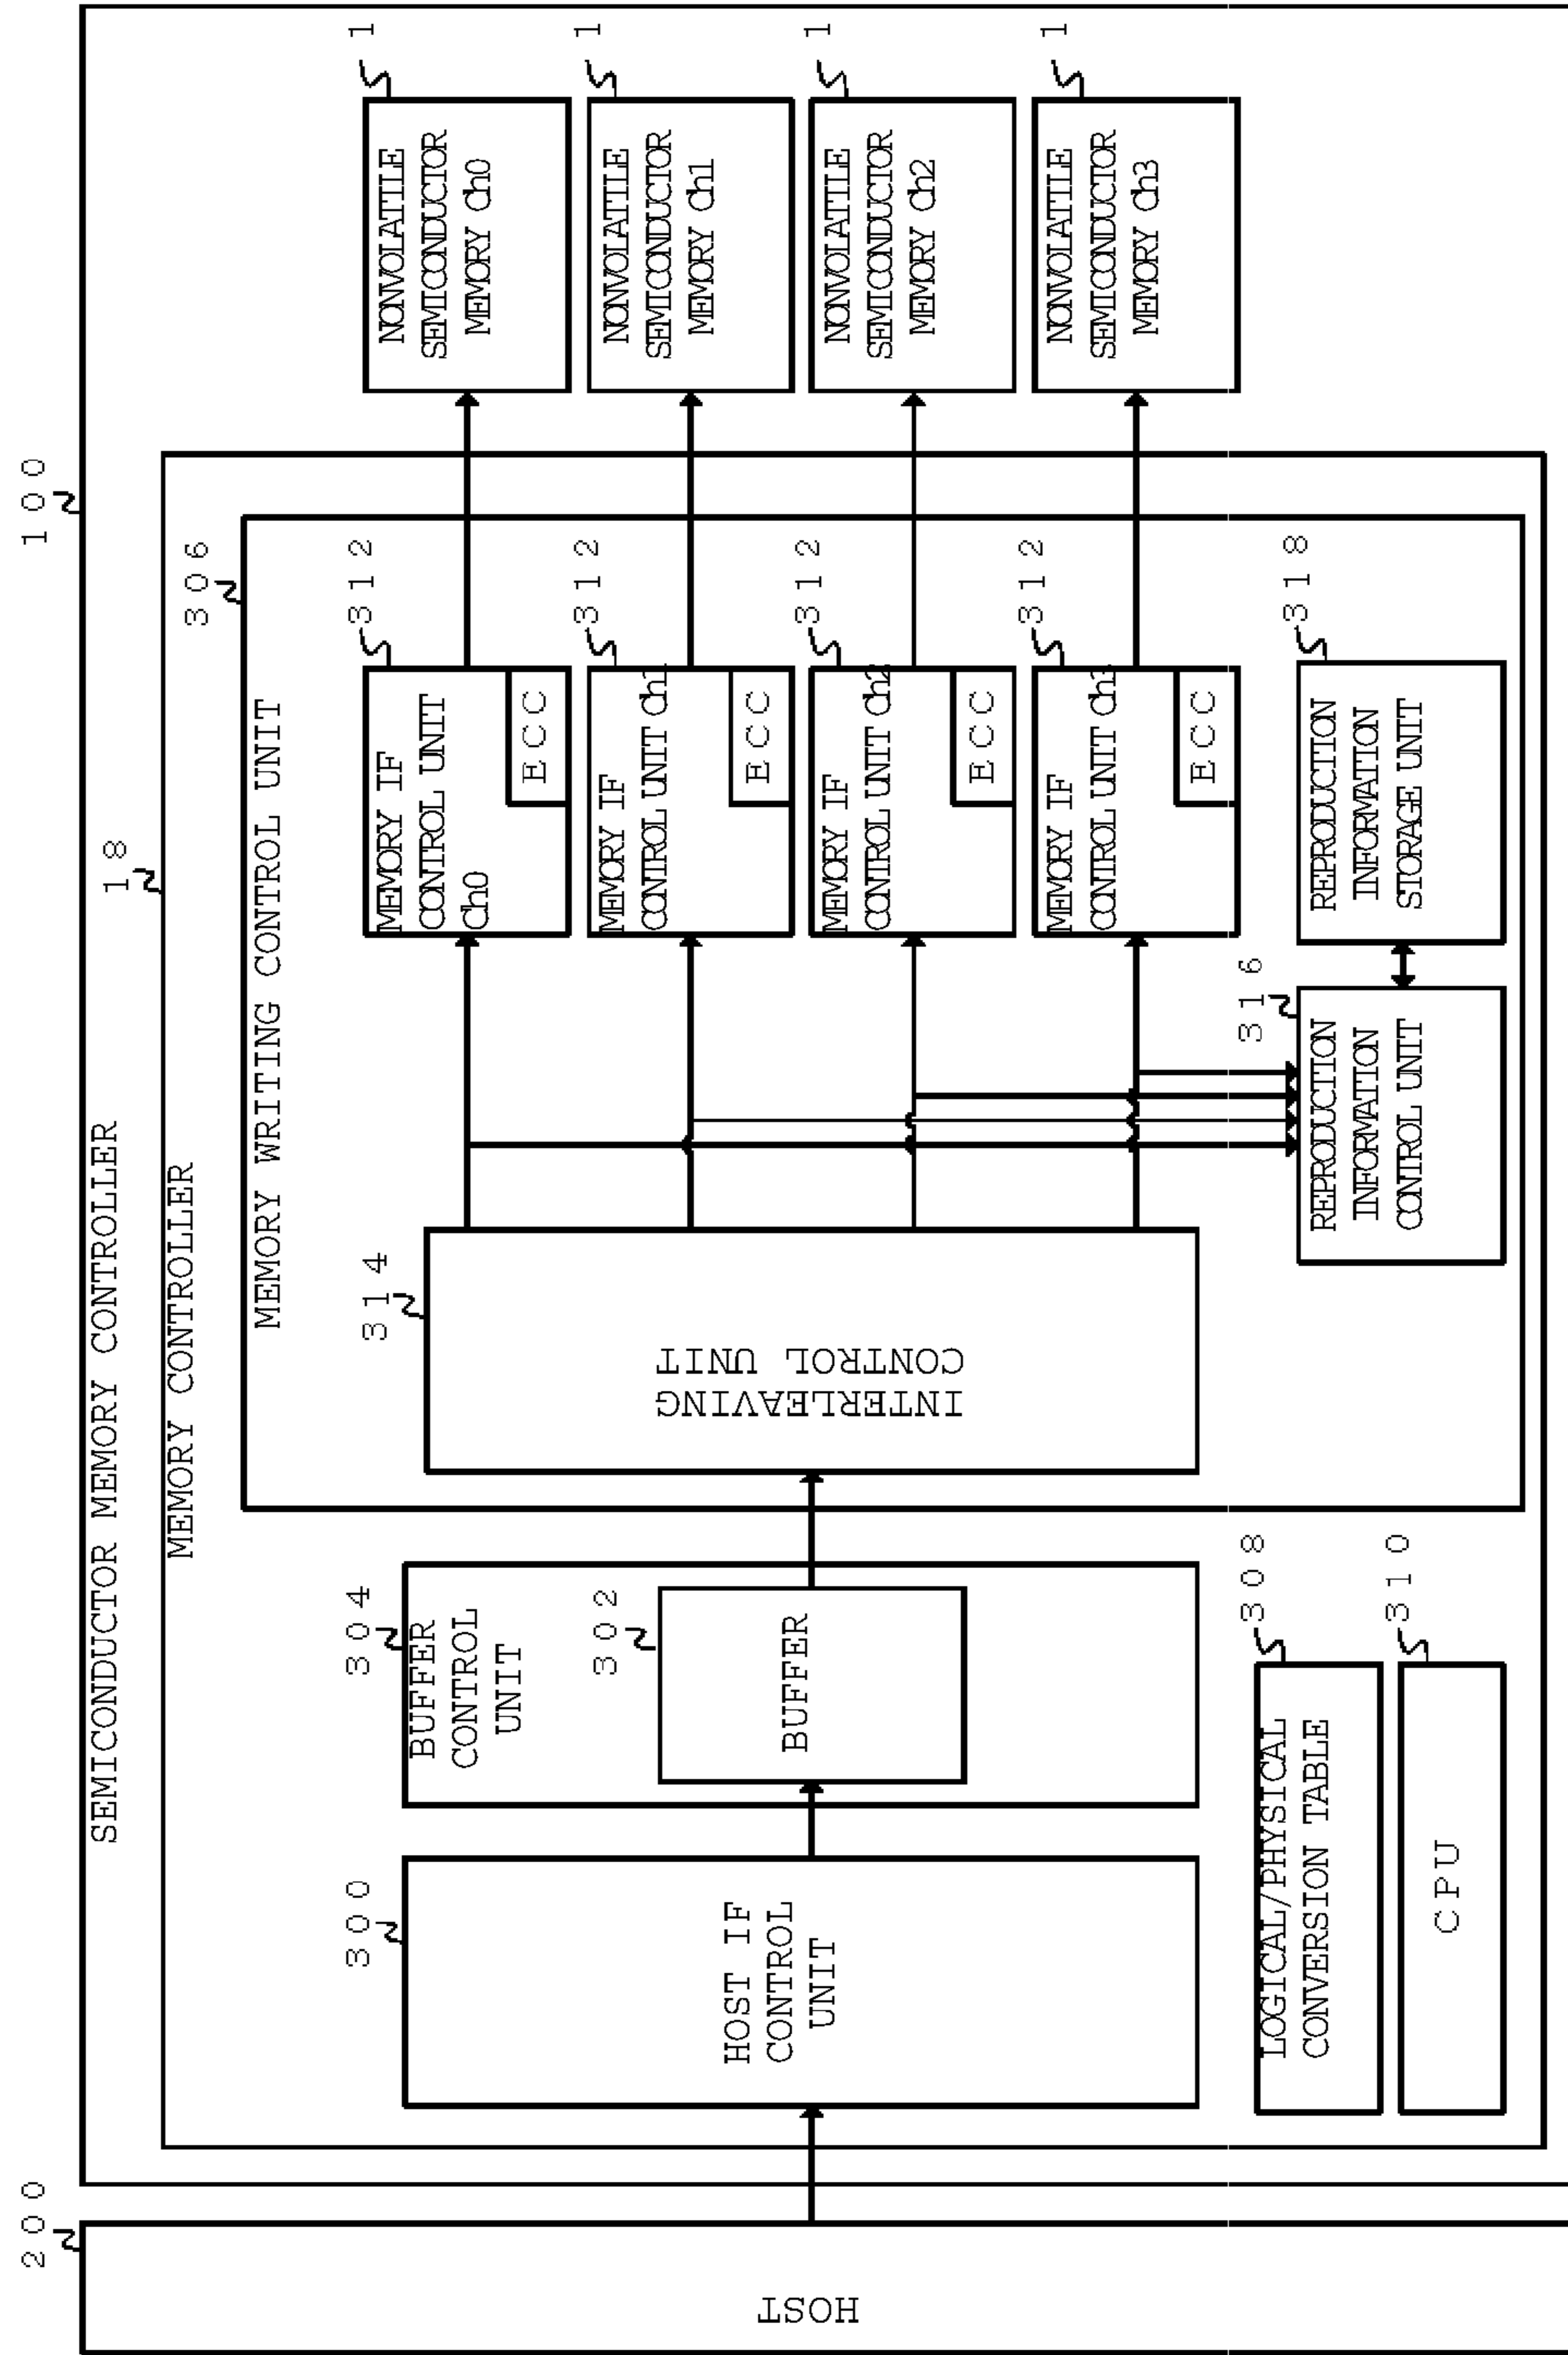 200
HOST
100
SEMICONDUCTOR MEMORY CONTROLLER
18
MEMORY CONTROLLER
300
HOST IF
CONTROL
UNIT
304
BUFFER
CONTROL
UNIT
302
BUFFER
308
LOGICAL/PHYSICAL
CONVERSION TABLE
310
CPU
306
MEMORY WRITING CONTROL UNIT
314
INTERLEAVING
CONTROL UNIT
312
MEMORY IF
CONTROL UNIT
Ch0
ECC
312
MEMORY IF
CONTROL UNIT Ch1
ECC
312
MEMORY IF
CONTROL UNIT Ch2
ECC
312
MEMORY IF
CONTROL UNIT Ch3
ECC
316
REPRODUCTION
INFORMATION
CONTROL UNIT
318
REPRODUCTION
INFORMATION
STORAGE UNIT
1
NONVOLATILE
SEMICONDUCTOR
MEMORY Ch0
1
NONVOLATILE
SEMICONDUCTOR
MEMORY Ch1
1
NONVOLATILE
SEMICONDUCTOR
MEMORY Ch2
1
NONVOLATILE
SEMICONDUCTOR
MEMORY Ch3